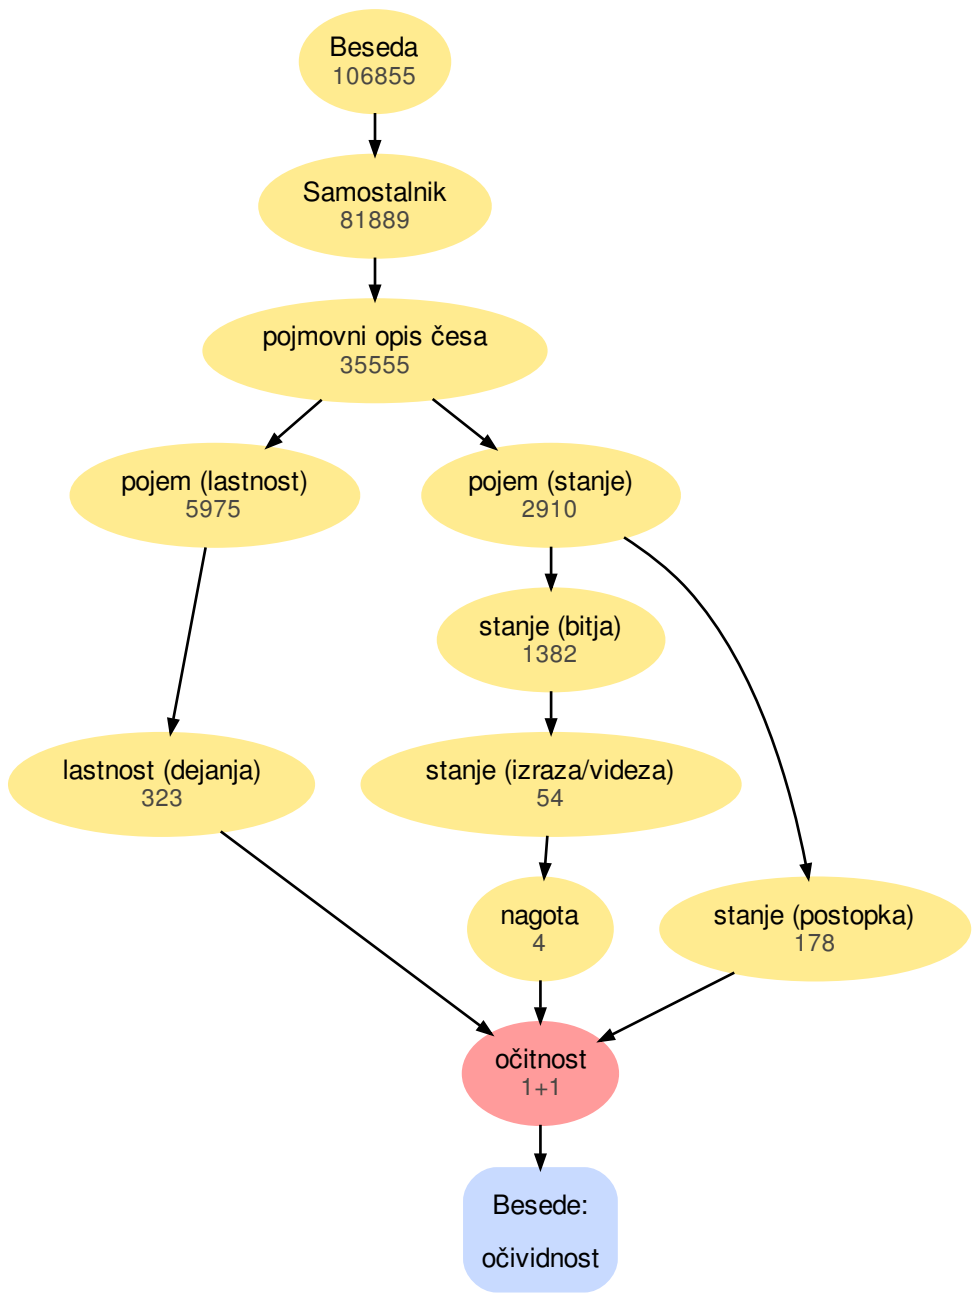 Beseda
106855
Samostalnik
81889
pojmovni opis česa
35555
pojem (lastnost)
5975
pojem (stanje)
2910
stanje (bitja)
1382
lastnost (dejanja)
323
stanje (izraza/videza)
54
nagota
4
stanje (postopka)
178
očitnost
1+1
Besede:
očividnost